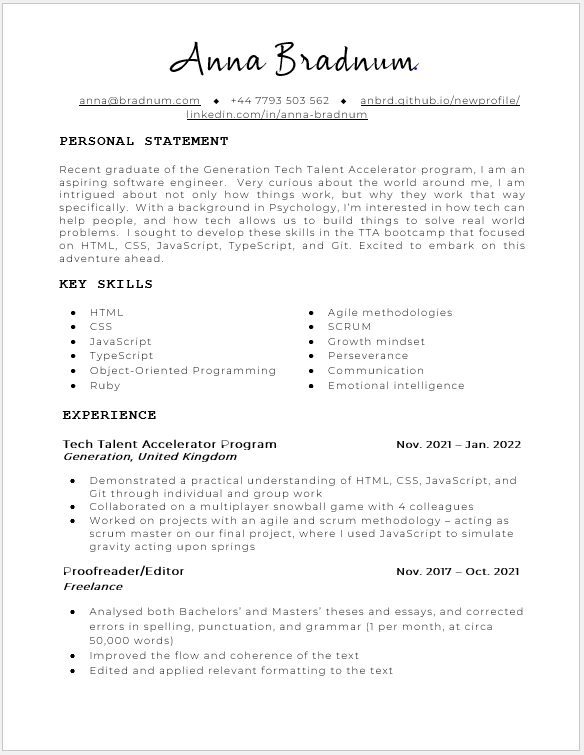 Anna Bradnum
anna@bradnum.com ◆ +44 7793 503 562 ◆ anbrd.github.io/newprofile/
linkedin.com/in/anna-bradnum
PERSONAL STATEMENT
Recent graduate of the Generation Tech Talent Accelerator program, I am an
aspiring software engineer. Very curious about the world around me, I am
intrigued about not only how things work, but why they work that way
specifically. With a background in Psychology, I'm interested in how tech can
help people, and how tech allows us to build things to solve real world
problems. I sought to develop these skills in the TTA bootcamp that focused
on HTML, CSS, JavaScript, TypeScript, and Git. Excited to embark on this
adventure ahead.
KEY SKILLS
● HTML
● CSS
● JavaScript
● TypeScript
● Object-Oriented Programming
● Ruby
● Agile methodologies
● SCRUM
● Growth mindset
● Perseverance
● Communication
● Emotional intelligence
EXPERIENCE
Tech Talent Accelerator Program Nov. 2021 – Jan. 2022
Generation, United Kingdom
● Demonstrated a practical understanding of HTML, CSS, JavaScript, and
Git through individual and group work
● Collaborated on a multiplayer snowball game with 4 colleagues
● Worked on projects with an agile and scrum methodology – acting as
scrum master on our final project, where I used JavaScript to simulate
gravity acting upon springs
Proofreader/Editor Nov. 2017 – Oct. 2021
Freelance
● Analysed both Bachelors' and Masters' theses and essays, and corrected
errors in spelling, punctuation, and grammar (1 per month, at circa
50,000 words)
● Improved the flow and coherence of the text
● Edited and applied relevant formatting to the text